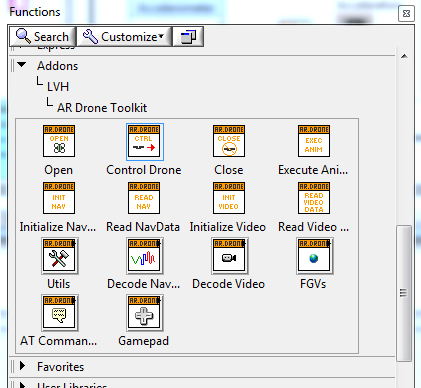 Functions
Search Customize
Express
Addons
LVH
AR Drone Toolkit
AR.DRONE AR.DRONE AR.DRONE AR.DRONE
OPEN CTRL CLOSE EXEC ANIM
Open Control Drone Close Execute Ani...
AR.DRONE AR.DRONE AR.DRONE AR.DRONE
INIT NAV READ NAV INIT VIDEO READ VIDEO DATA
Initialize Nav... Read NavData Initialize Video Read Video ...
AR.DRONE AR.DRONE AR.DRONE AR.DRONE
Utils Decode Nav... Decode Video FGVs
AR.DRONE AR.DRONE
AT Comman... Gamepad
Favorites
User Libraries